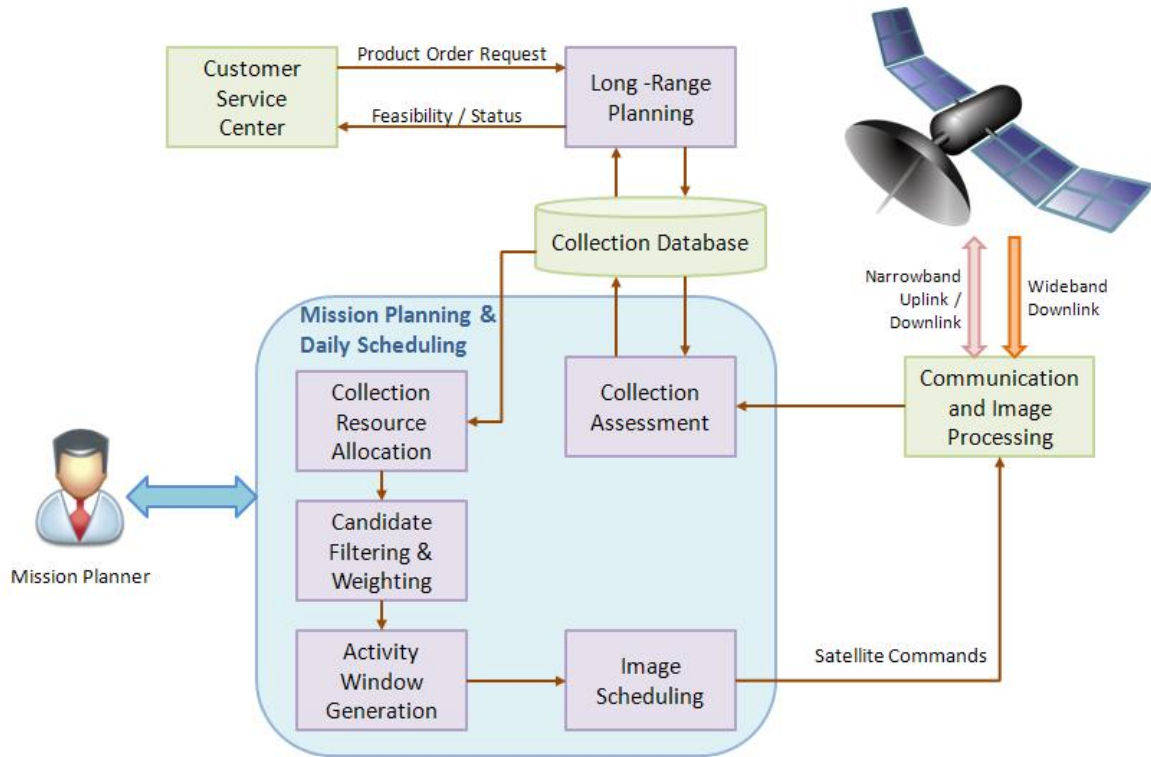 Customer
Service
Center
Product Order Request
Feasibility / Status
Long -Range
Planning
Collection Database
Narrowband
Uplink /
Downlink
Wideband
Downlink
Mission Planning &
Daily Scheduling
Collection
Resource
Allocation
Collection
Assessment
Communication
and Image
Processing
Candidate
Filtering &
Weighting
Mission Planner
Activity
Window
Generation
Image
Scheduling
Satellite Commands